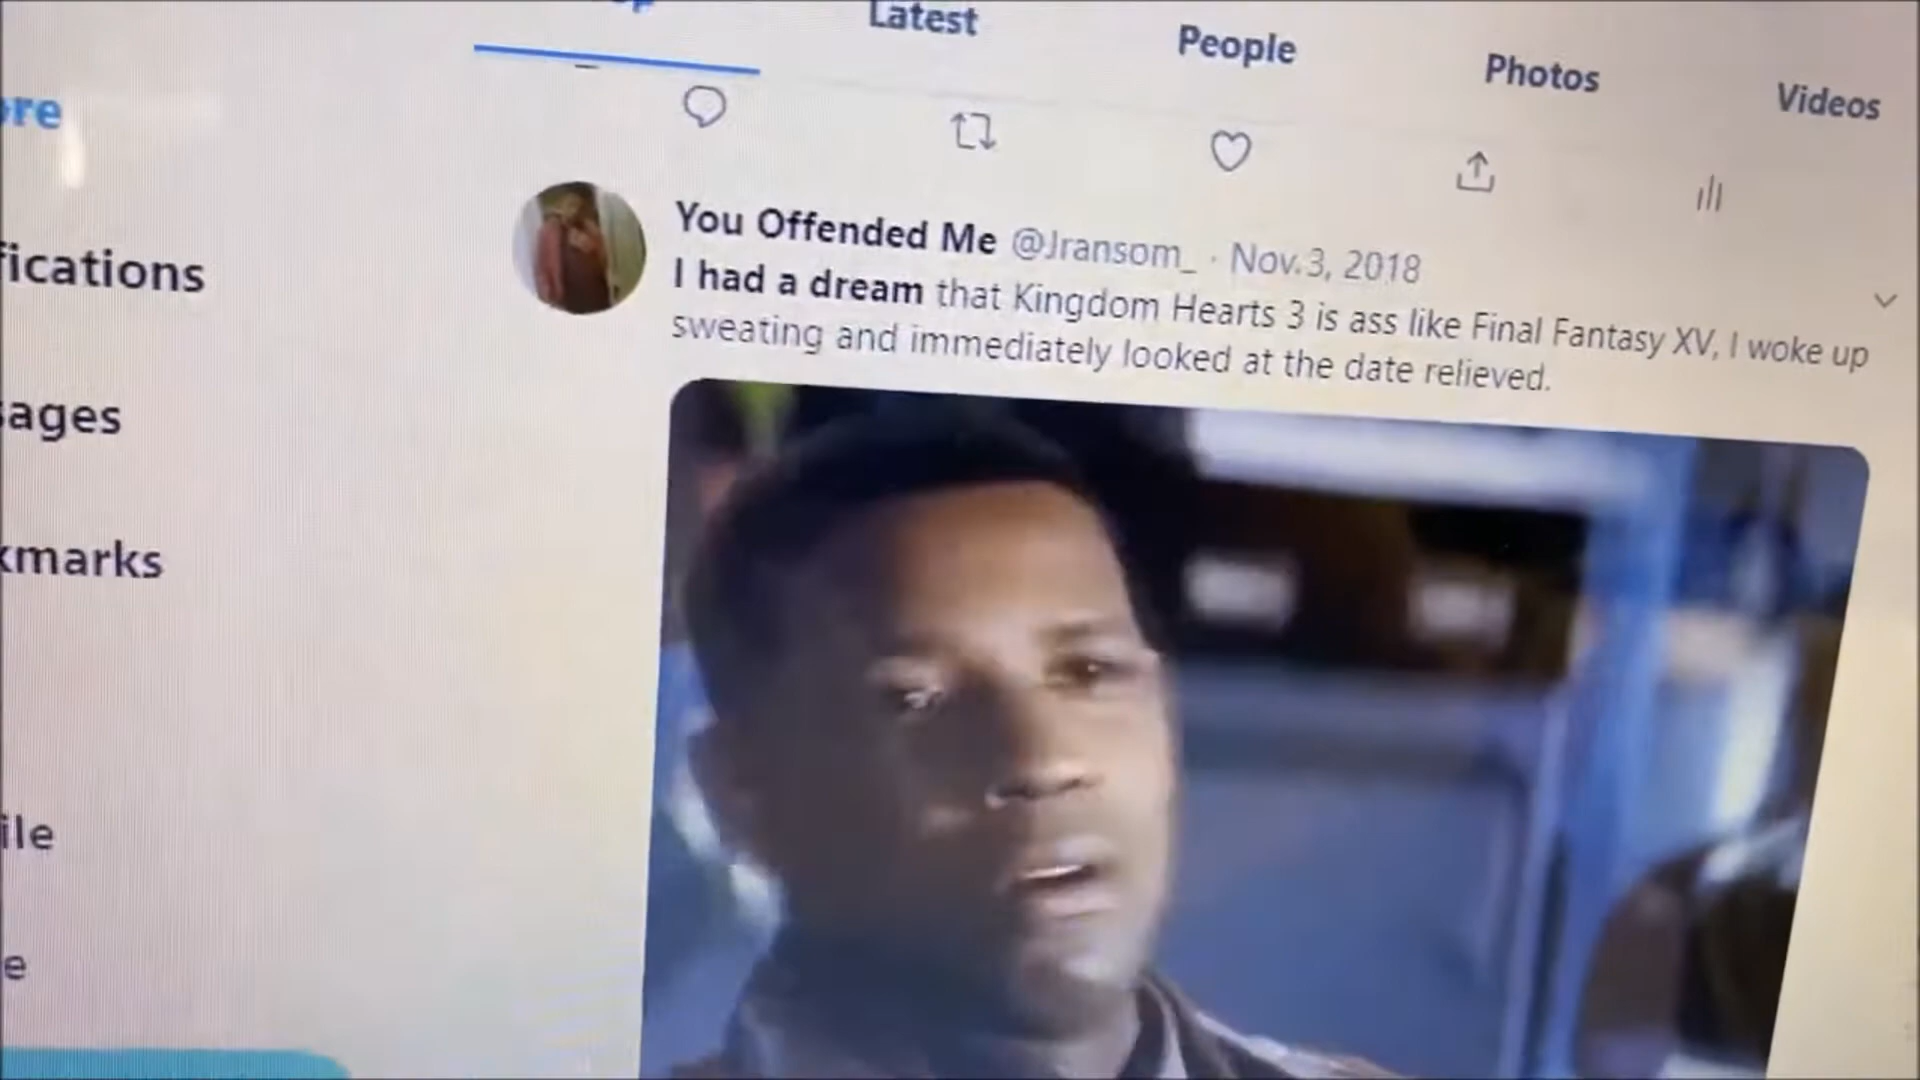 Latest
People
Photos
Videos
ore
fications
ages
kmarks
ile
e
You Offended Me @Jransom_ · Nov.3, 2018
I had a dream that Kingdom Hearts 3 is ass like Final Fantasy XV, I woke up
sweating and immediately looked at the date relieved.